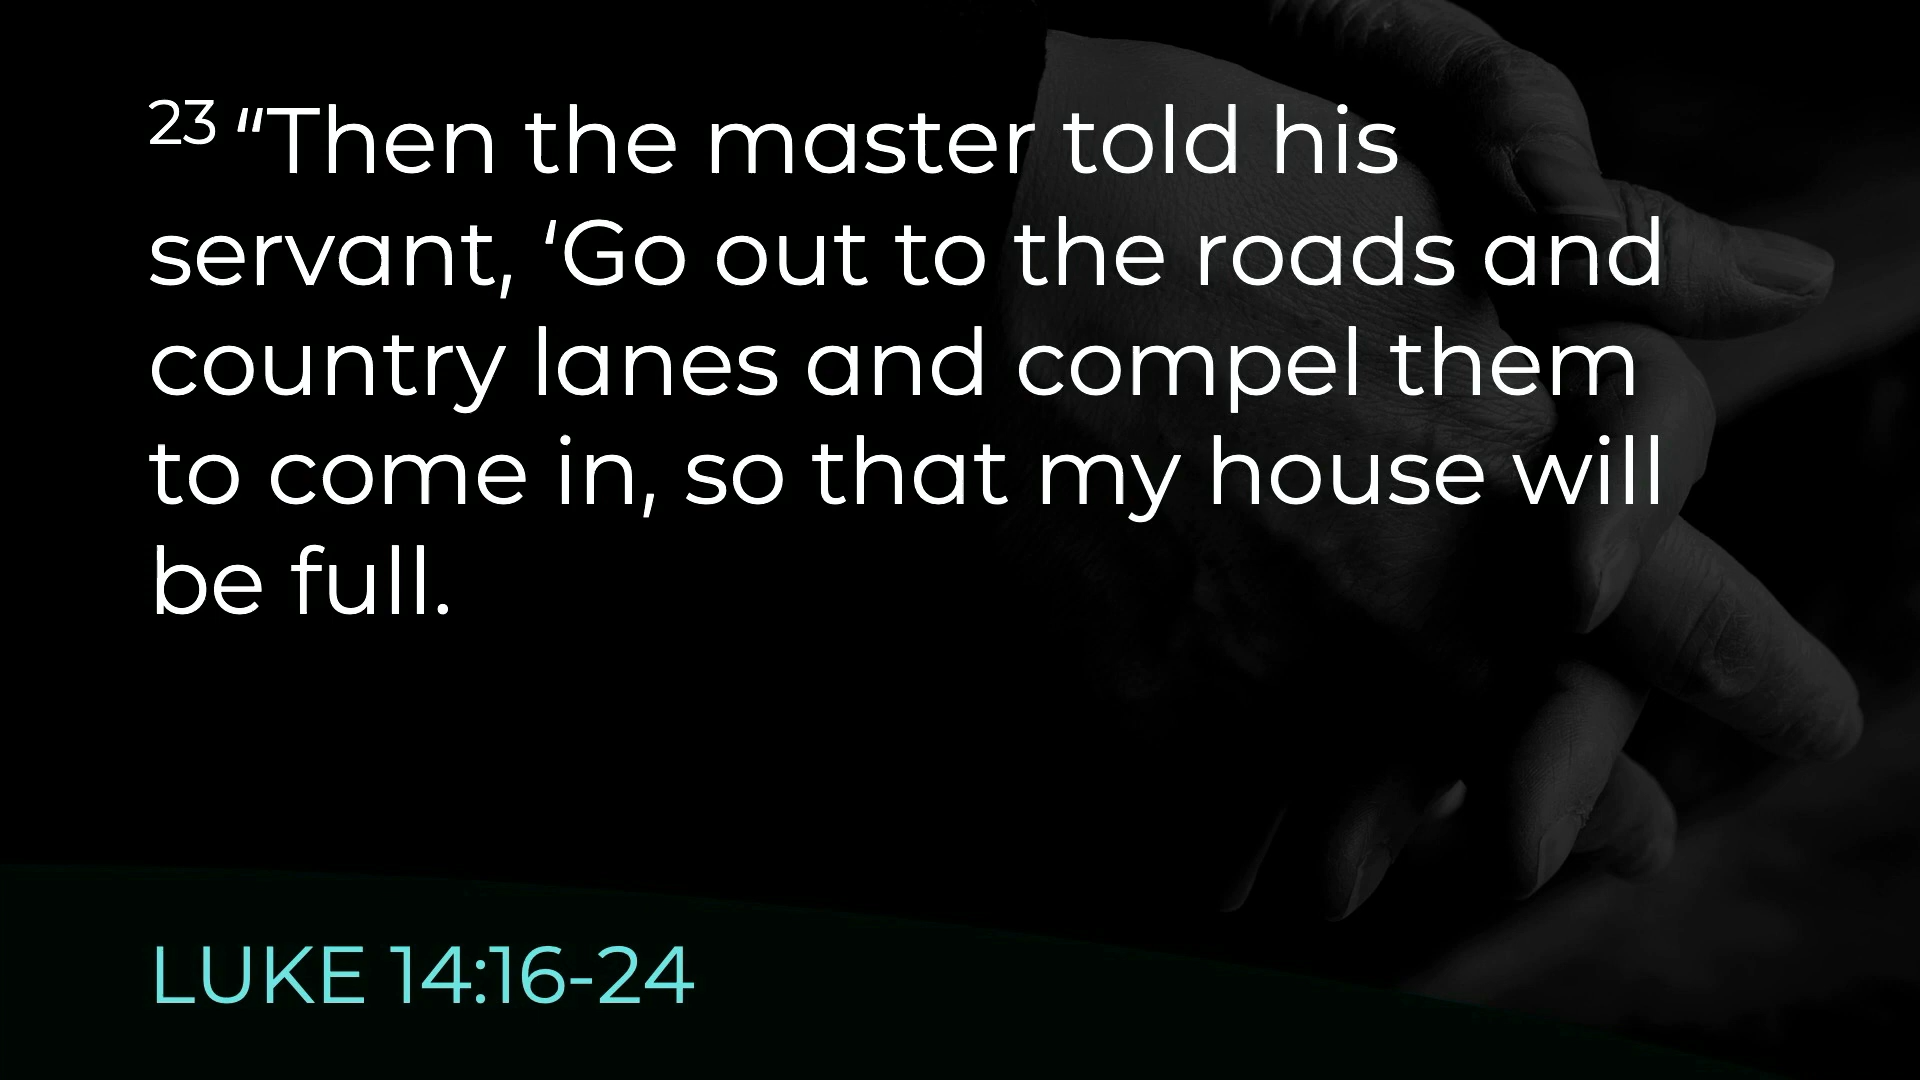 23 “Then the master told his
servant, ‘Go out to the roads and
country lanes and compel them
to come in, so that my house will
be full.
LUKE 14:16-24